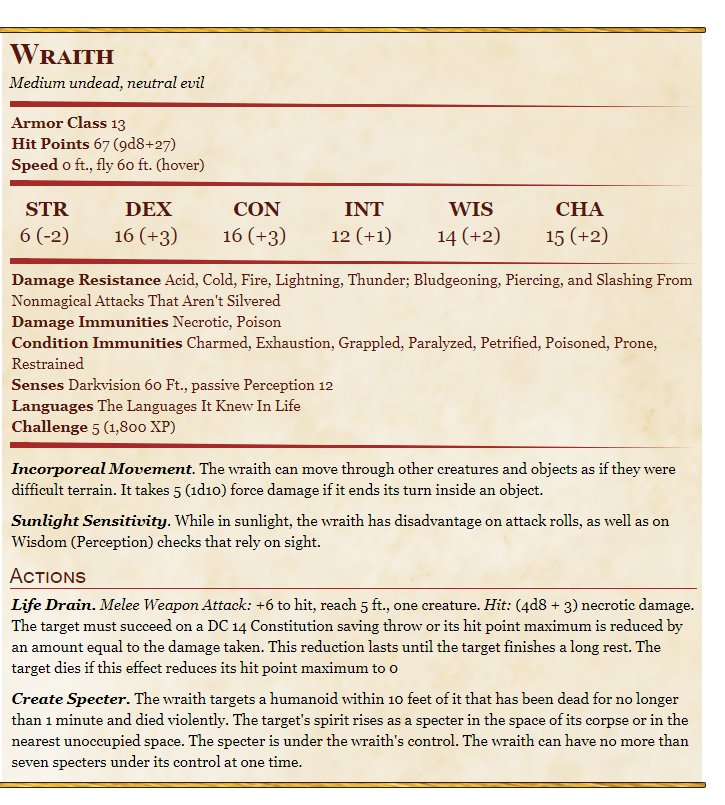 Wraith
Medium undead, neutral evil
Armor Class 13
Hit Points 67 (9d8+27)
Speed 0 ft., fly 60 ft. (hover)
STR DEX CON INT WIS CHA
6 (-2) 16 (+3) 16 (+3) 12 (+1) 14 (+2) 15 (+2)
Damage Resistance Acid, Cold, Fire, Lightning, Thunder; Bludgeoning, Piercing, and Slashing From
Nonmagical Attacks That Aren't Silvered
Damage Immunities Necrotic, Poison
Condition Immunities Charmed, Exhaustion, Grappled, Paralyzed, Petrified, Poisoned, Prone,
Restrained
Senses Darkvision 60 Ft., passive Perception 12
Languages The Languages It Knew In Life
Challenge 5 (1,800 XP)
Incorporeal Movement. The wraith can move through other creatures and objects as if they were
difficult terrain. It takes 5 (1d10) force damage if it ends its turn inside an object.
Sunlight Sensitivity. While in sunlight, the wraith has disadvantage on attack rolls, as well as on
Wisdom (Perception) checks that rely on sight.
Actions
Life Drain. Melee Weapon Attack: +6 to hit, reach 5 ft., one creature. Hit: (4d8 + 3) necrotic damage.
The target must succeed on a DC 14 Constitution saving throw or its hit point maximum is reduced by
an amount equal to the damage taken. This reduction lasts until the target finishes a long rest. The
target dies if this effect reduces its hit point maximum to 0
Create Specter. The wraith targets a humanoid within 10 feet of it that has been dead for no longer
than 1 minute and died violently. The target's spirit rises as a specter in the space of its corpse or in the
nearest unoccupied space. The specter is under the wraith's control. The wraith can have no more than
seven specters under its control at one time.